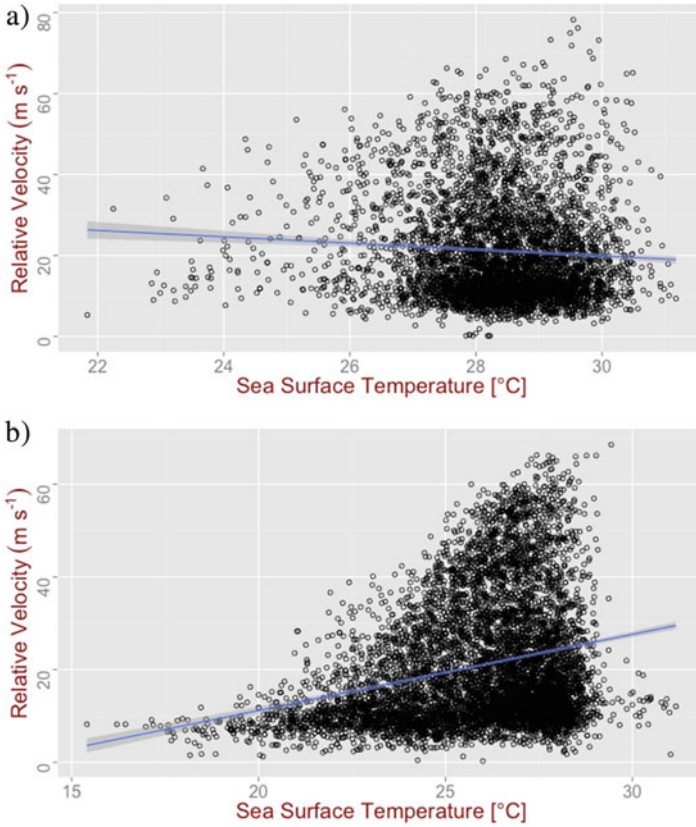 a)
80
60
40
20
0
Relative Velocity (m s⁻¹)
22 24 26 28 30
Sea Surface Temperature [°C]
b)
60
40
20
0
Relative Velocity (m s⁻¹)
15 20 25 30
Sea Surface Temperature [°C]